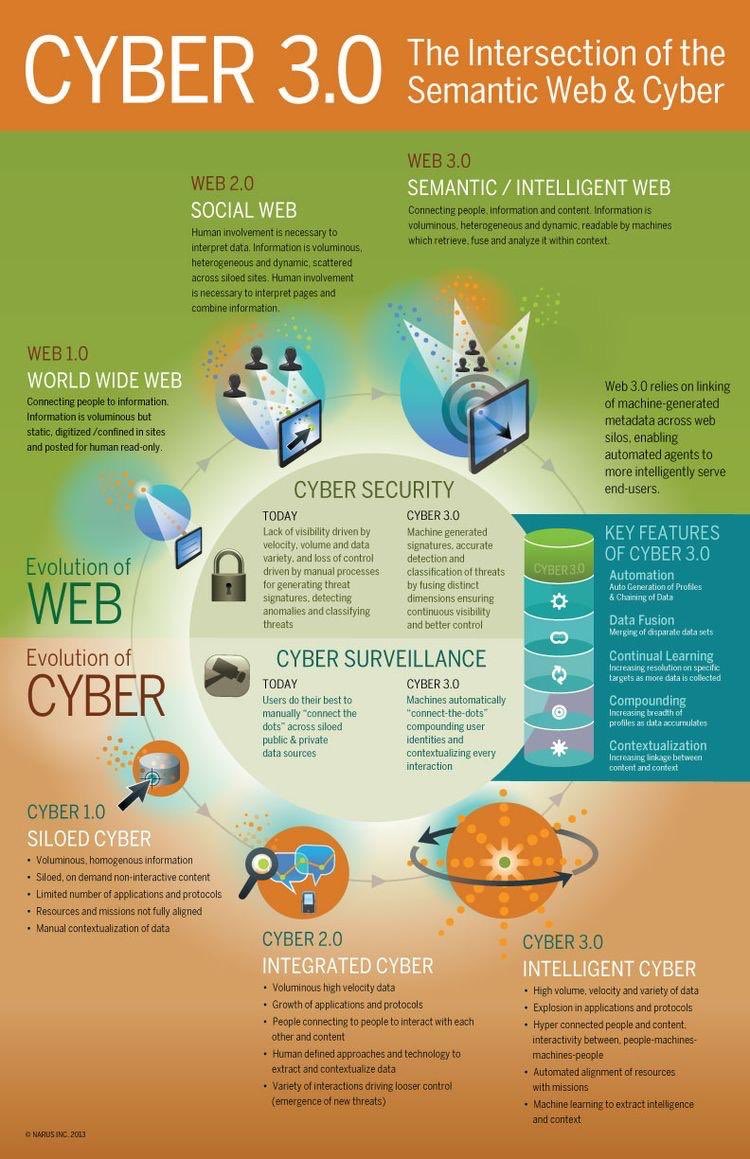 CYBER 3.0
The Intersection of the
Semantic Web & Cyber
WEB 1.0
WORLD WIDE WEB
Connecting people to information.
Information is voluminous but
static, digitized /confined in sites
and posted for human read-only.
WEB 2.0
SOCIAL WEB
Human involvement is necessary to
interpret data. Information is voluminous,
heterogeneous and dynamic, scattered
across siloed sites. Human involvement
is necessary to interpret pages and
combine information.
WEB 3.0
SEMANTIC / INTELLIGENT WEB
Connecting people, information and content. Information is
voluminous, heterogeneous and dynamic, readable by machines
which retrieve, fuse and analyze it within context.
Web 3.0 relies on linking
of machine-generated
metadata across web
silos, enabling
automated agents to
more intelligently serve
end-users.
Evolution of
WEB
Evolution of
CYBER
CYBER SECURITY
TODAY
Lack of visibility driven by
velocity, volume and data
variety, and loss of control
driven by manual processes
for generating threat
signatures, detecting
anomalies and classifying
threats
CYBER 3.0
Machine generated
signatures, accurate
detection and
classification of threats
by fusing distinct
dimensions ensuring
continuous visibility
and better control
CYBER SURVEILLANCE
TODAY
Users do their best to
manually “connect the
dots” across siloed
public & private
data sources
CYBER 3.0
Machines automatically
“connect-the-dots”
compounding user
identities and
contextualizing every
interaction
KEY FEATURES
OF CYBER 3.0
CYBER 3.0
Automation
Auto Generation of Profiles
& Chaining of Data
Data Fusion
Merging of disparate data sets
Continual Learning
Increasing resolution on specific
targets as more data is collected
Compounding
Increasing breadth of
profiles as data accumulates
Contextualization
Increasing linkage between
content and context
CYBER 1.0
SILOED CYBER
• Voluminous, homogenous information
• Siloed, on demand non-interactive content
• Limited number of applications and protocols
• Resources and missions not fully aligned
• Manual contextualization of data
CYBER 2.0
INTEGRATED CYBER
• Voluminous high velocity data
• Growth of applications and protocols
• People connecting to people to interact with each
other and content
• Human defined approaches and technology to
extract and contextualize data
• Variety of interactions driving looser control
(emergence of new threats)
CYBER 3.0
INTELLIGENT CYBER
• High volume, velocity and variety of data
• Explosion in applications and protocols
• Hyper connected people and content,
interactivity between, people-machines-
machines-people
• Automated alignment of resources
with missions
• Machine learning to extract intelligence
and context
© NARUS INC. 2013